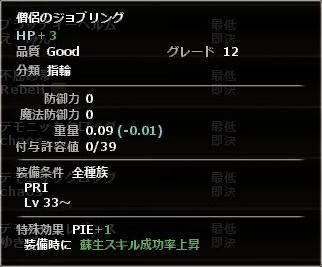 僧侶のジョブリング
HP+3
品質 Good グレード 12
分類 指輪
防御力 0
魔法防御力 0
重量 0.09 (-0.01)
付与許容値 0/39
装備条件 全種族
PRI
Lv 33～
特殊効果 PIE+1
装備時に 蘇生スキル成功率上昇